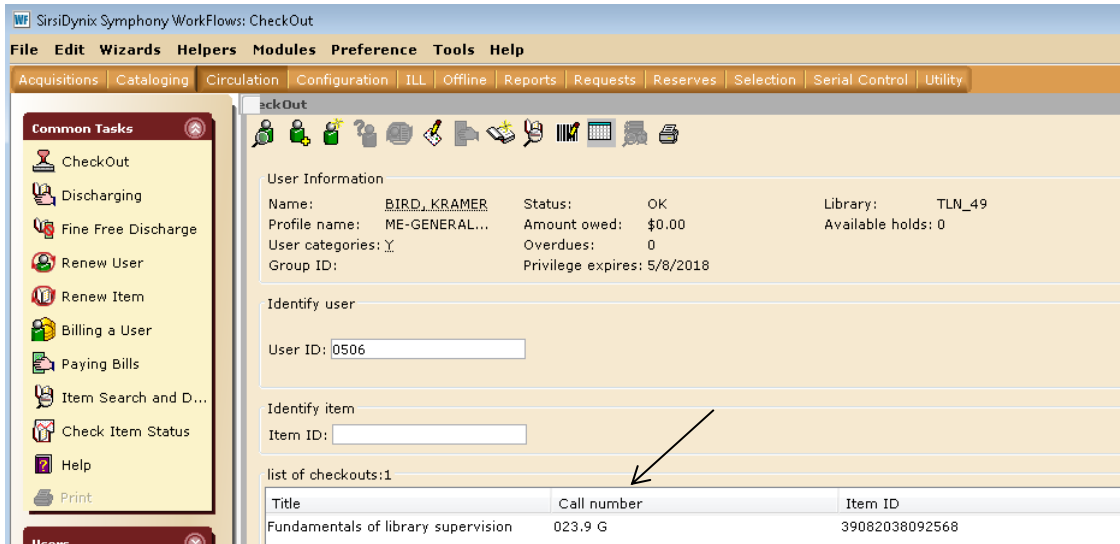 WF SirsiDynix Symphony WorkFlows: CheckOut
File Edit Wizards Helpers Modules Preference Tools Help
Acquisitions Cataloging Circulation Configuration ILL Offline Reports Requests Reserves Selection Serial Control Utility
eckOut
Common Tasks
CheckOut
Discharging
Fine Free Discharge
Renew User
Renew Item
Billing a User
Paying Bills
Item Search and D...
Check Item Status
Help
Print
Users
User Information
Name: BIRD, KRAMER Status: OK Library: TLN_49
Profile name: ME-GENERAL... Amount owed: $0.00 Available holds: 0
User categories: Y Overdues: 0
Group ID: Privilege expires: 5/8/2018
Identify user
User ID: 0506
Identify item
Item ID:
list of checkouts:1
Title Call number Item ID
Fundamentals of library supervision 023.9 G 39082038092568